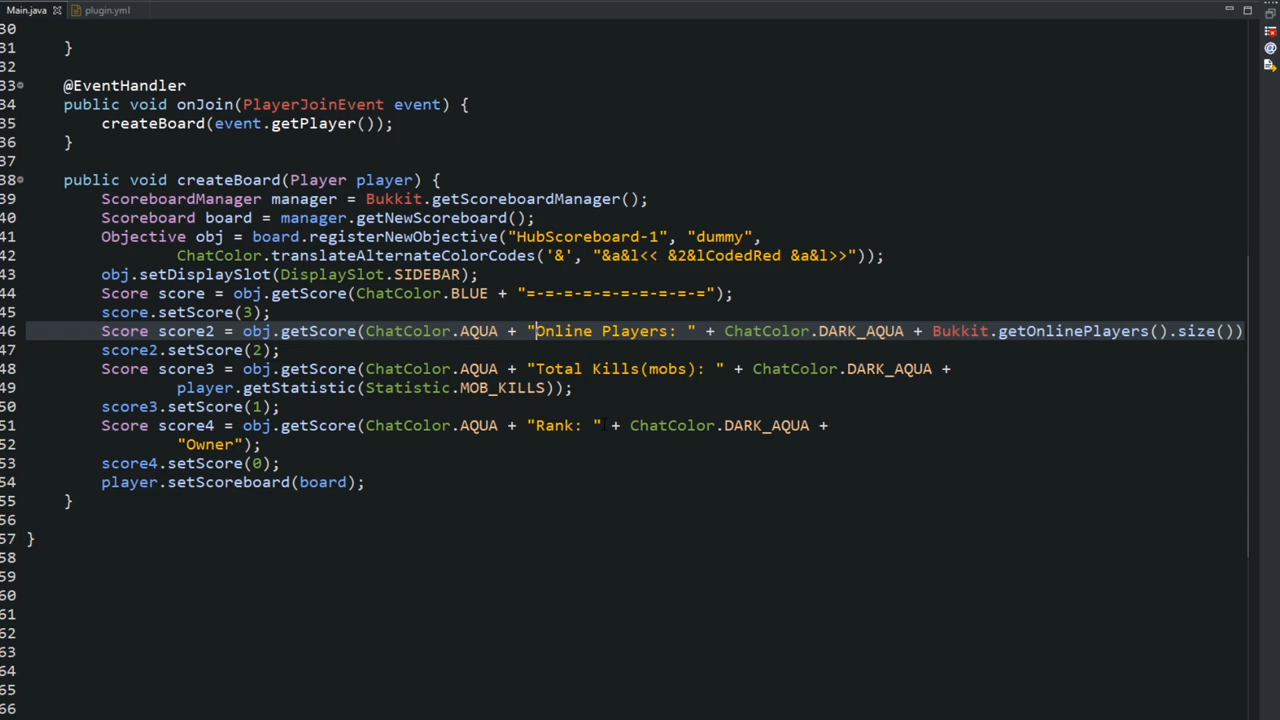 Main.java plugin.yml
30
31 }
32
33 @EventHandler
34 public void onJoin(PlayerJoinEvent event) {
35 createBoard(event.getPlayer());
36 }
37
38 public void createBoard(Player player) {
39 ScoreboardManager manager = Bukkit.getScoreboardManager();
40 Scoreboard board = manager.getNewScoreboard();
41 Objective obj = board.registerNewObjective("HubScoreboard-1", "dummy",
42 ChatColor.translateAlternateColorCodes('&', "&a&l<< &2&lCodedRed &a&l>>"));
43 obj.setDisplaySlot(DisplaySlot.SIDEBAR);
44 Score score = obj.getScore(ChatColor.BLUE + "=-=-=-=-=-=-=-=-=-=");
45 score.setScore(3);
46 Score score2 = obj.getScore(ChatColor.AQUA + "Online Players: " + ChatColor.DARK_AQUA + Bukkit.getOnlinePlayers().size())
47 score2.setScore(2);
48 Score score3 = obj.getScore(ChatColor.AQUA + "Total Kills(mobs): " + ChatColor.DARK_AQUA +
49 player.getStatistic(Statistic.MOB_KILLS));
50 score3.setScore(1);
51 Score score4 = obj.getScore(ChatColor.AQUA + "Rank: " + ChatColor.DARK_AQUA +
52 "Owner");
53 score4.setScore(0);
54 player.setScoreboard(board);
55 }
56
57 }
58
59
60
61
62
63
64
65
66